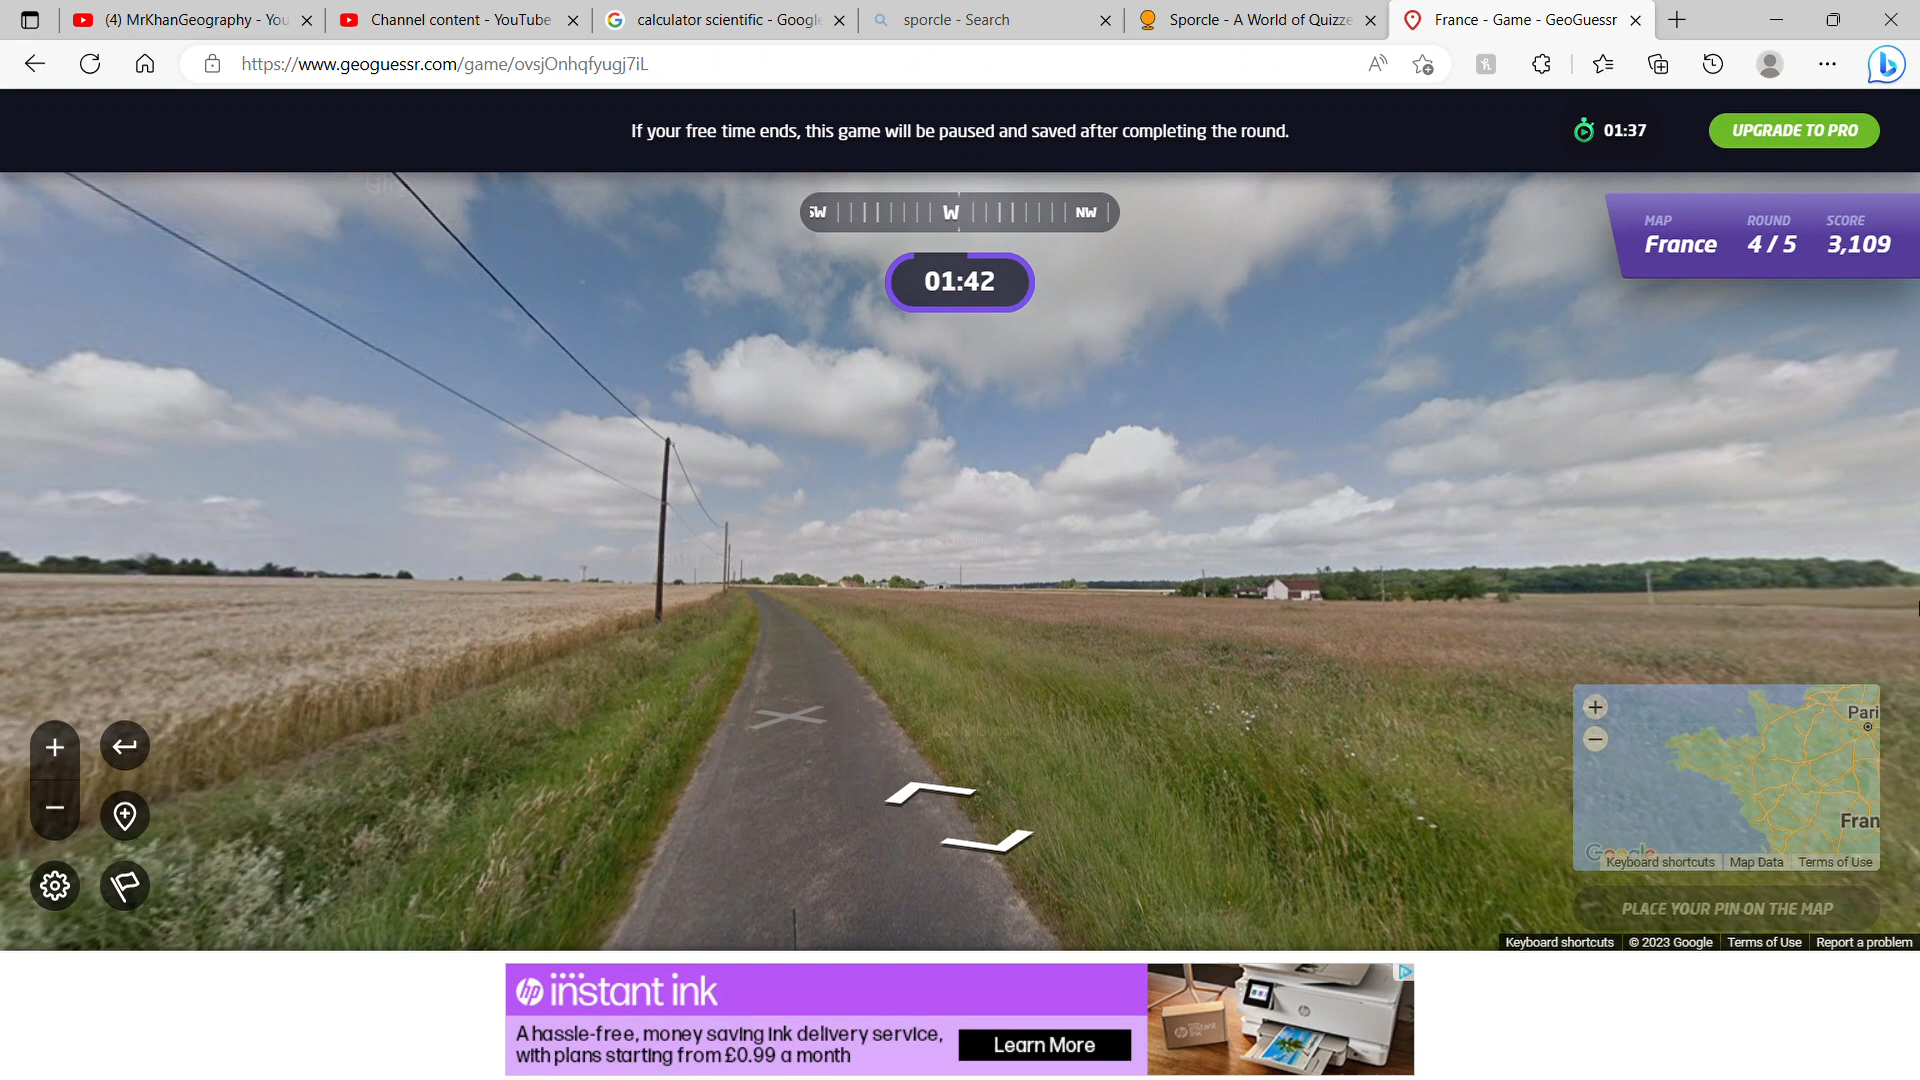 (4) MrKhanGeography - You
Channel content - YouTube
calculator scientific - Google
sporcle - Search
Sporcle - A World of Quizze
France - Game - GeoGuessr
https://www.geoguessr.com/game/ovsjOnhqfyugj7iL
If your free time ends, this game will be paused and saved after completing the round.
01:37
UPGRADE TO PRO
SW W NW
MAP ROUND SCORE
France 4 / 5 3,109
01:42
Pari
Fran
Google
Keyboard shortcuts Map Data Terms of Use
PLACE YOUR PIN ON THE MAP
Keyboard shortcuts © 2023 Google Terms of Use Report a problem
hp instant ink
A hassle-free, money saving ink delivery service,
with plans starting from £0.99 a month
Learn More